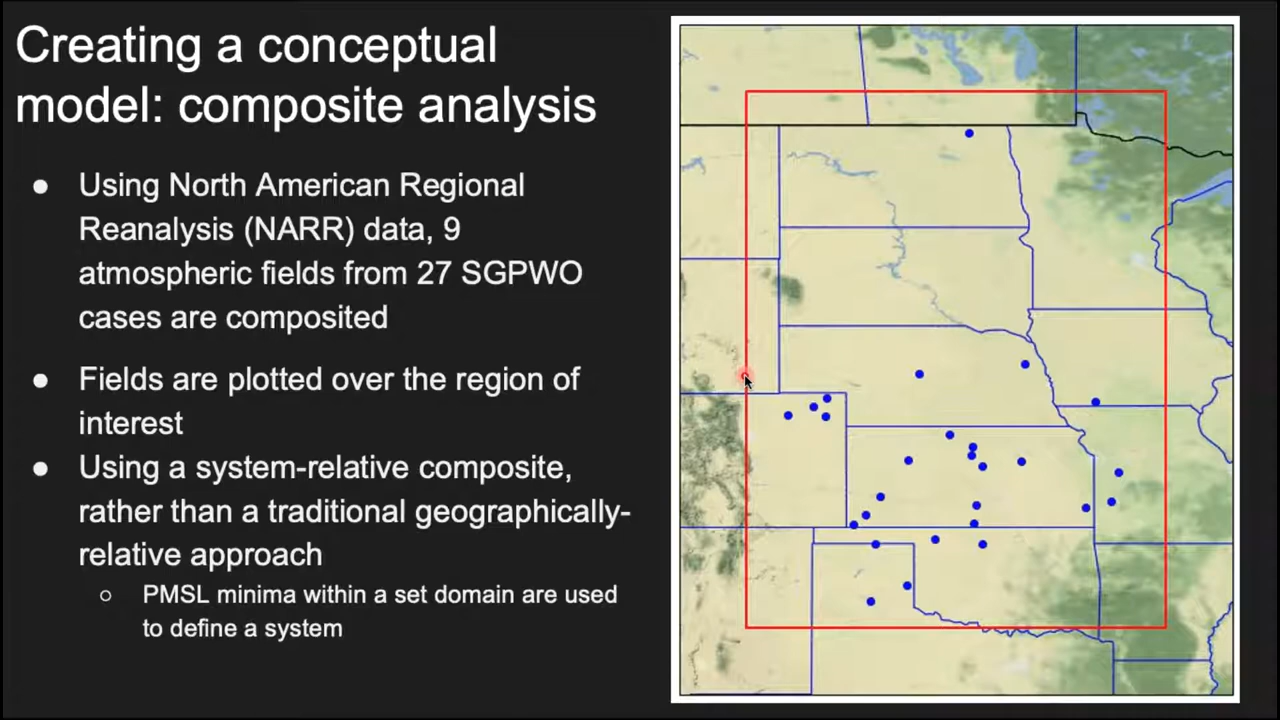 Creating a conceptual
model: composite analysis
● Using North American Regional
Reanalysis (NARR) data, 9
atmospheric fields from 27 SGPWO
cases are composited
● Fields are plotted over the region of
interest
● Using a system-relative composite,
rather than a traditional geographically-
relative approach
○ PMSL minima within a set domain are used
to define a system